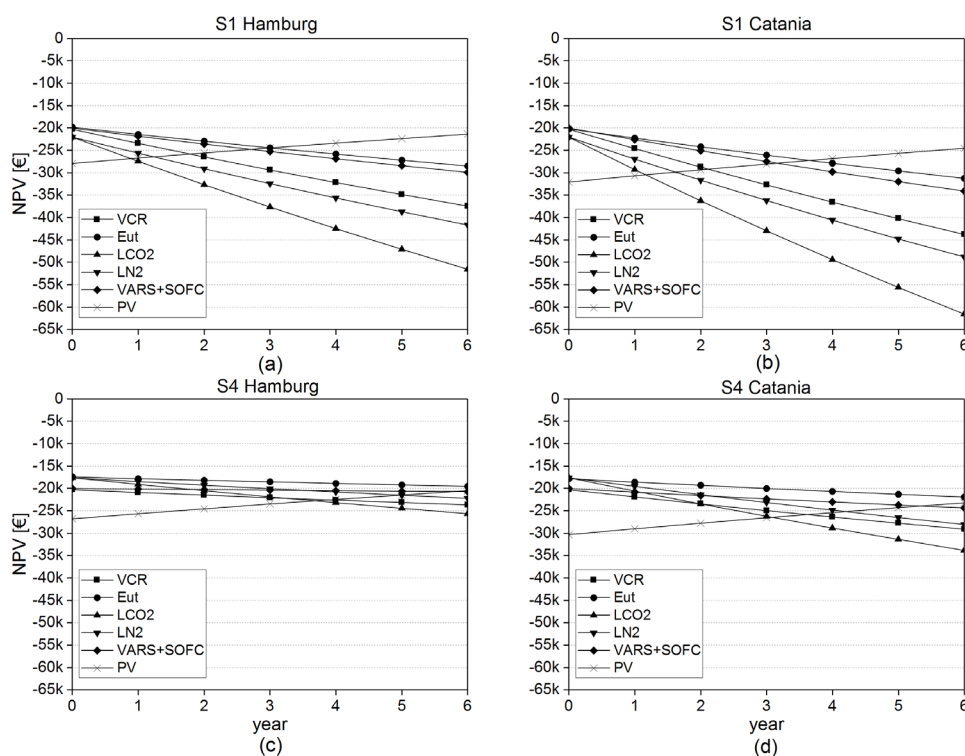 S1 Hamburg
0
-5k
-10k
-15k
-20k
-25k
-30k
-35k
-40k
-45k
-50k
-55k
-60k
-65k
NPV [€]
VCR
Eut
LCO2
LN2
VARS+SOFC
PV
0 1 2 3 4 5 6
(a)
S1 Catania
0
-5k
-10k
-15k
-20k
-25k
-30k
-35k
-40k
-45k
-50k
-55k
-60k
-65k
VCR
Eut
LCO2
LN2
VARS+SOFC
PV
0 1 2 3 4 5 6
(b)
S4 Hamburg
0
-5k
-10k
-15k
-20k
-25k
-30k
-35k
-40k
-45k
-50k
-55k
-60k
-65k
NPV [€]
VCR
Eut
LCO2
LN2
VARS+SOFC
PV
0 1 2 3 4 5 6
year
(c)
S4 Catania
0
-5k
-10k
-15k
-20k
-25k
-30k
-35k
-40k
-45k
-50k
-55k
-60k
-65k
VCR
Eut
LCO2
LN2
VARS+SOFC
PV
0 1 2 3 4 5 6
year
(d)